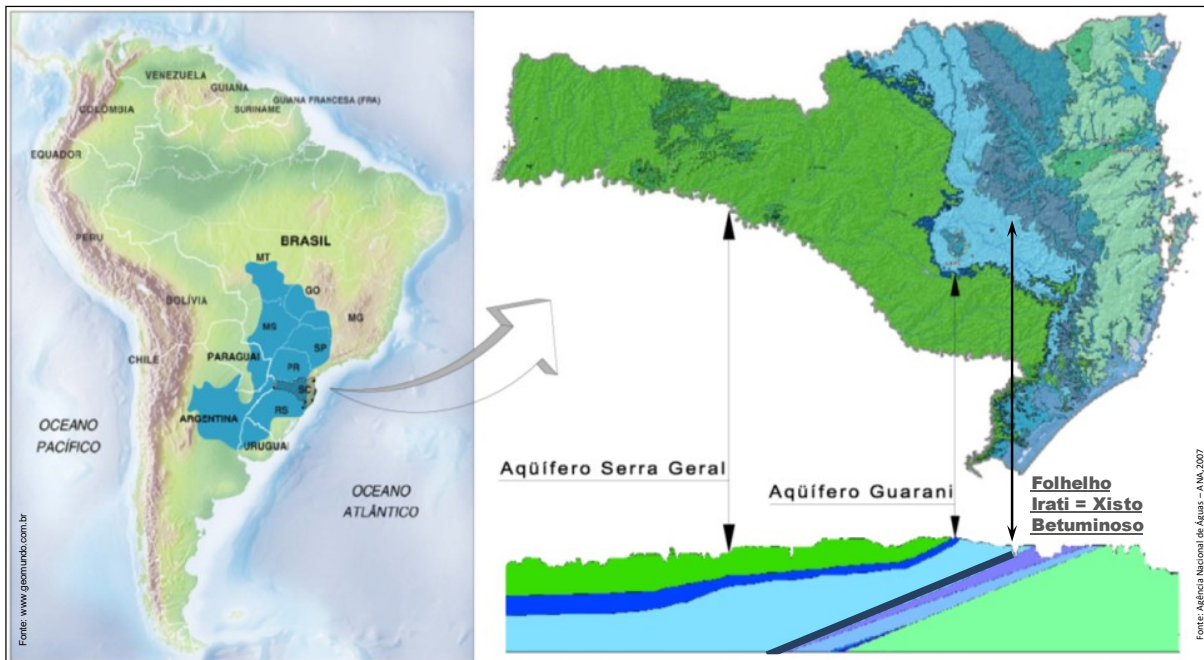 VENEZUELA
GUIANA
SURINAME
GUIANA FRANCESA (FRA)
COLÔMBIA
EQUADOR
PERU
BRASIL
MT
GO
BOLÍVIA
MG
MS
SP
PARAGUAI
CHILE
PR
SC
ARGENTINA
RS
URUGUAI
OCEANO
PACÍFICO
OCEANO
ATLÂNTICO
Fonte: www.geomundo.com.br
Aqüífero Serra Geral
Aqüífero Guarani
Folhelho
Irati = Xisto
Betuminoso
Fonte: Agência Nacional de Águas – ANA, 2007